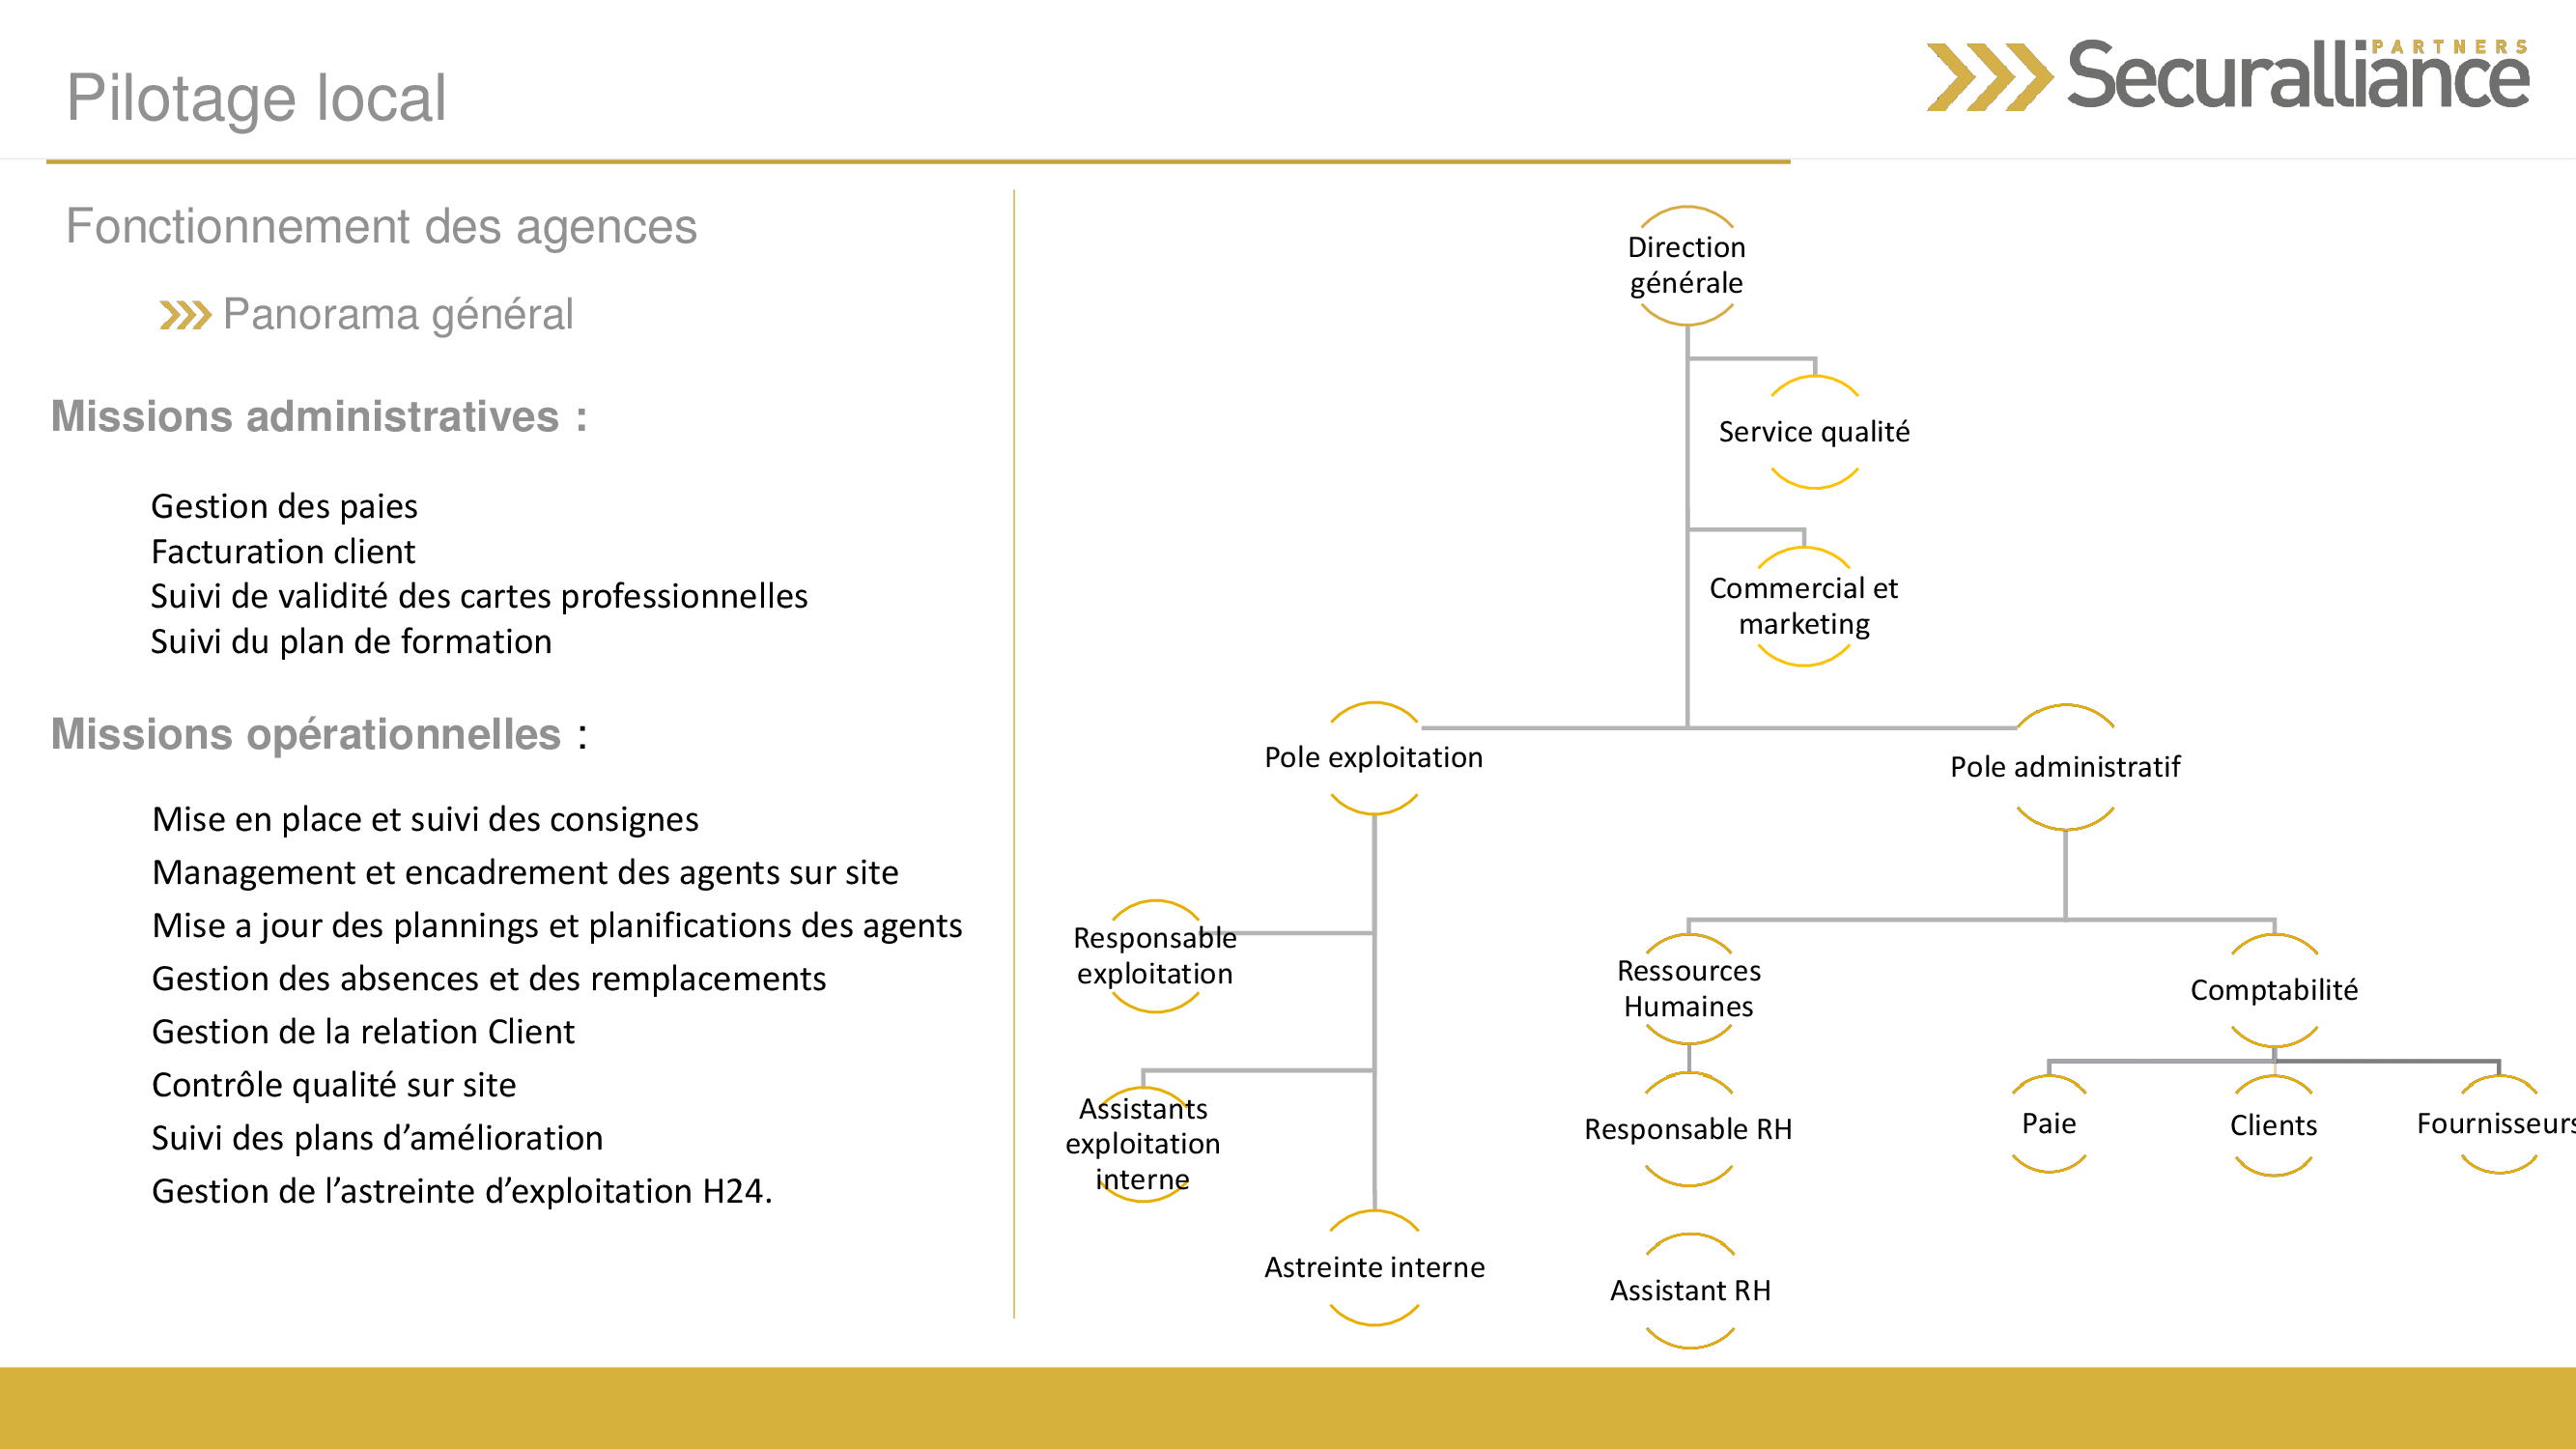 Pilotage local
PARTNERS
Securalliance
Fonctionnement des agences
Panorama général
Missions administratives :
Gestion des paies
Facturation client
Suivi de validité des cartes professionnelles
Suivi du plan de formation
Missions opérationnelles :
Mise en place et suivi des consignes
Management et encadrement des agents sur site
Mise a jour des plannings et planifications des agents
Gestion des absences et des remplacements
Gestion de la relation Client
Contrôle qualité sur site
Suivi des plans d’amélioration
Gestion de l’astreinte d’exploitation H24.
Direction
générale
Service qualité
Commercial et
marketing
Pole exploitation
Pole administratif
Responsable
exploitation
Assistants
exploitation
interne
Astreinte interne
Ressources
Humaines
Responsable RH
Assistant RH
Comptabilité
Paie
Clients
Fournisseurs